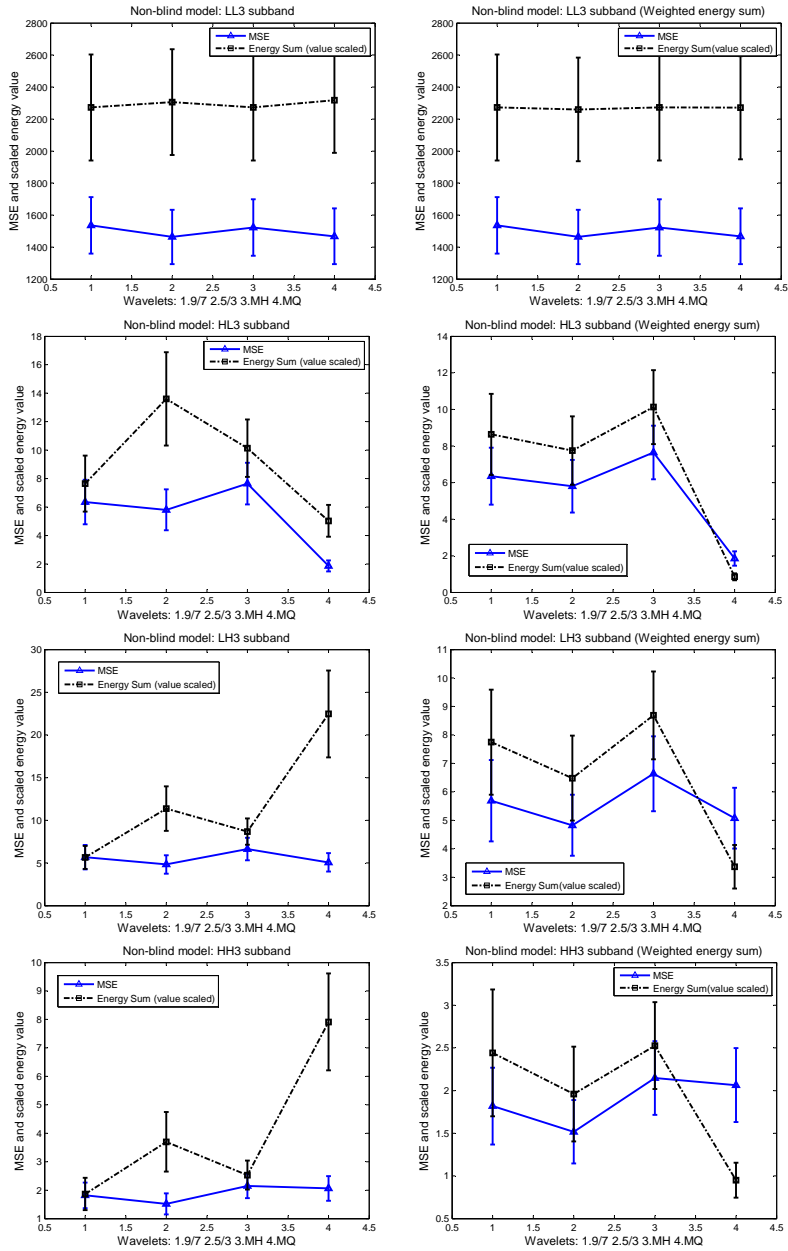 Non-blind model: LL3 subband
2800
2600
2400
2200
2000
1800
1600
1400
1200
MSE and scaled energy value
MSE
Energy Sum (value scaled)
0.5 1 1.5 2 2.5 3 3.5 4 4.5
Wavelets: 1.9/7 2.5/3 3.MH 4.MQ
Non-blind model: LL3 subband (Weighted energy sum)
2800
2600
2400
2200
2000
1800
1600
1400
1200
MSE and scaled energy value
MSE
Energy Sum(value scaled)
0.5 1 1.5 2 2.5 3 3.5 4 4.5
Wavelets: 1.9/7 2.5/3 3.MH 4.MQ
Non-blind model: HL3 subband
18
16
14
12
10
8
6
4
2
0
MSE and scaled energy value
MSE
Energy Sum (value scaled)
0.5 1 1.5 2 2.5 3 3.5 4 4.5
Wavelets: 1.9/7 2.5/3 3.MH 4.MQ
Non-blind model: HL3 subband (Weighted energy sum)
14
12
10
8
6
4
2
0
MSE and scaled energy value
MSE
Energy Sum(value scaled)
0.5 1 1.5 2 2.5 3 3.5 4 4.5
Wavelets: 1.9/7 2.5/3 3.MH 4.MQ
Non-blind model: LH3 subband
30
25
20
15
10
5
0
MSE and scaled energy value
MSE
Energy Sum (value scaled)
0.5 1 1.5 2 2.5 3 3.5 4 4.5
Wavelets: 1.9/7 2.5/3 3.MH 4.MQ
Non-blind model: LH3 subband (Weighted energy sum)
11
10
9
8
7
6
5
4
3
2
MSE and scaled energy value
MSE
Energy Sum(value scaled)
0.5 1 1.5 2 2.5 3 3.5 4 4.5
Wavelets: 1.9/7 2.5/3 3.MH 4.MQ
Non-blind model: HH3 subband
10
9
8
7
6
5
4
3
2
1
MSE and scaled energy value
MSE
Energy Sum (value scaled)
0.5 1 1.5 2 2.5 3 3.5 4 4.5
Wavelets: 1.9/7 2.5/3 3.MH 4.MQ
Non-blind model: HH3 subband (Weighted energy sum)
3.5
3
2.5
2
1.5
1
0.5
MSE and scaled energy value
MSE
Energy Sum(value scaled)
0.5 1 1.5 2 2.5 3 3.5 4 4.5
Wavelets: 1.9/7 2.5/3 3.MH 4.MQ